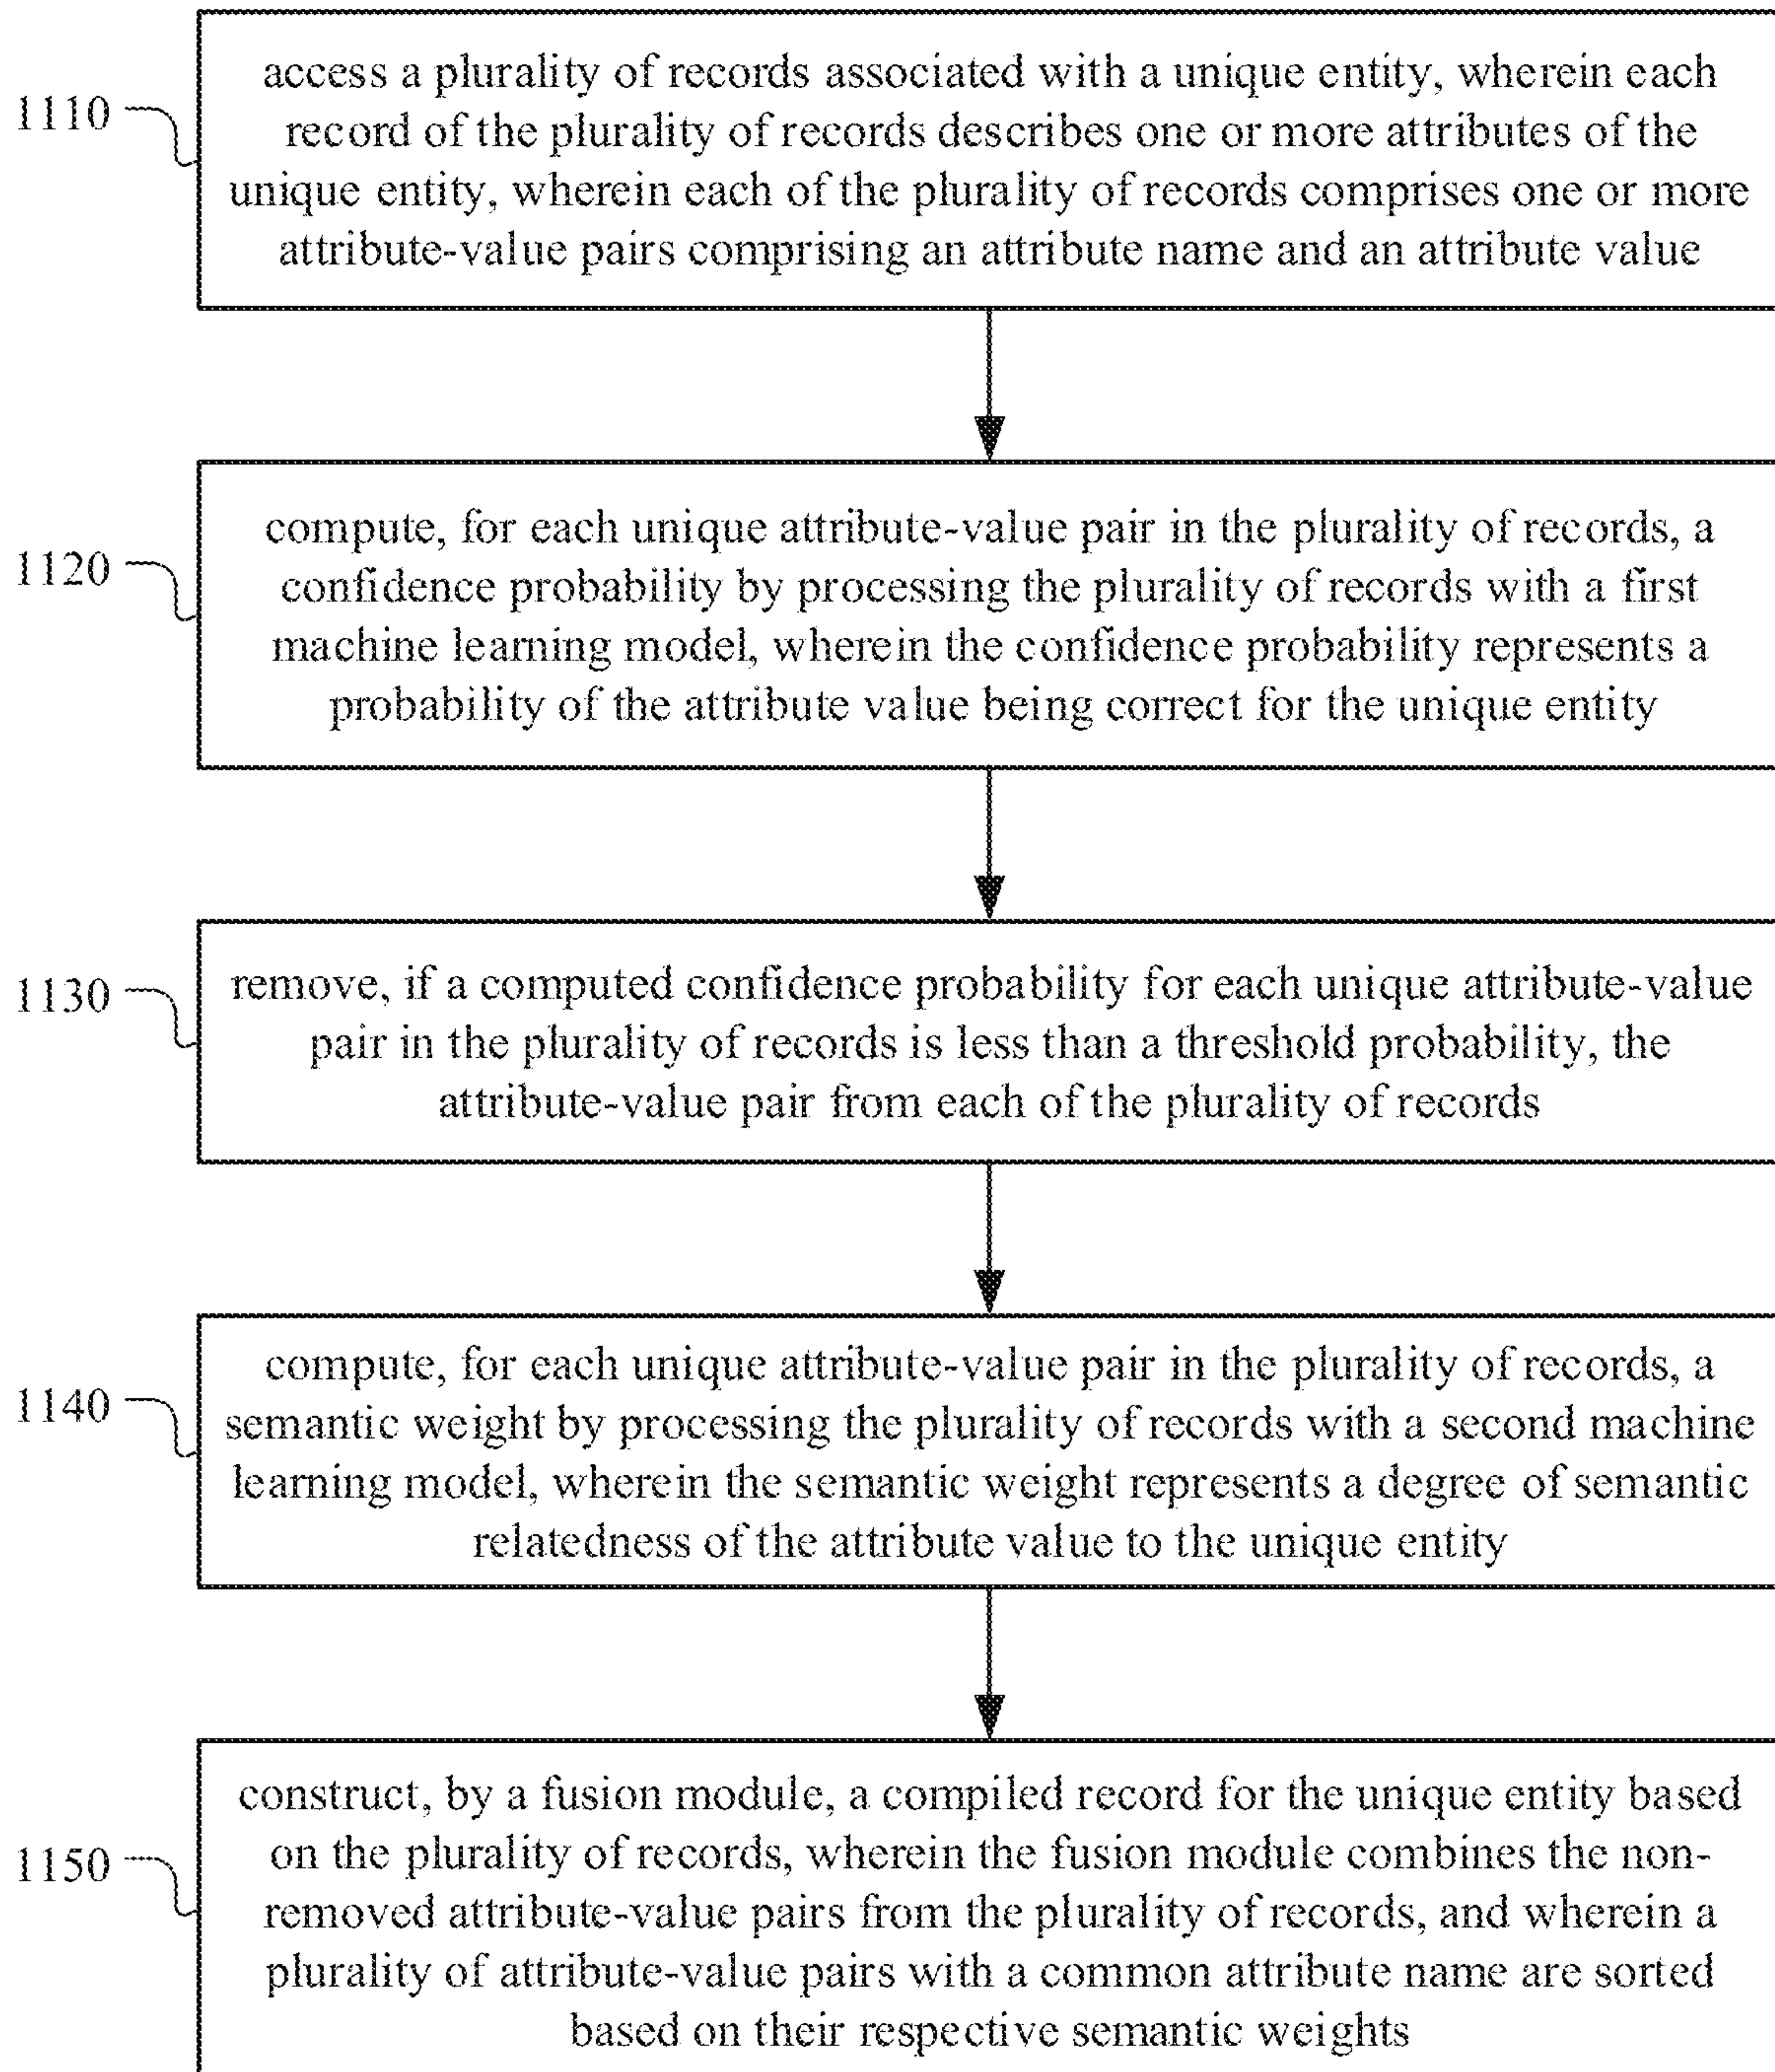 access a plurality of records associated with a unique entity, wherein each
1110
record of the plurality of records describes one or more attributes of the
unique entity, wherein each of the plurality of records comprises one or more
attribute-value pairs comprising an attribute name and an attribute value
compute, for each unique attribute-value pair in the plurality of records, a
1120
confidence probability by processing the plurality of records with a first
machine learning model, wherein the confidence probability represents a
probability of the attribute value being correct for the unique entity
1130
remove, if a computed confidence probability for each unique attribute-value
pair in the plurality of records is less than a threshold probability, the
attribute-value pair from each of the plurality of records
compute, for each unique attribute-value pair in the plurality of records, a
1140
semantic weight by processing the plurality of records with a second machine
learning model, wherein the semantic weight represents a degree of semantic
relatedness of the attribute value to the unique entity
construct, by a fusion module, a compiled record for the unique entity based
on the plurality of records, wherein the fusion module combines the non-
1150
removed attribute-value pairs from the plurality of records, and wherein a
plurality of attribute-value pairs with a common attribute name are sorted
based on their respective semantic weights